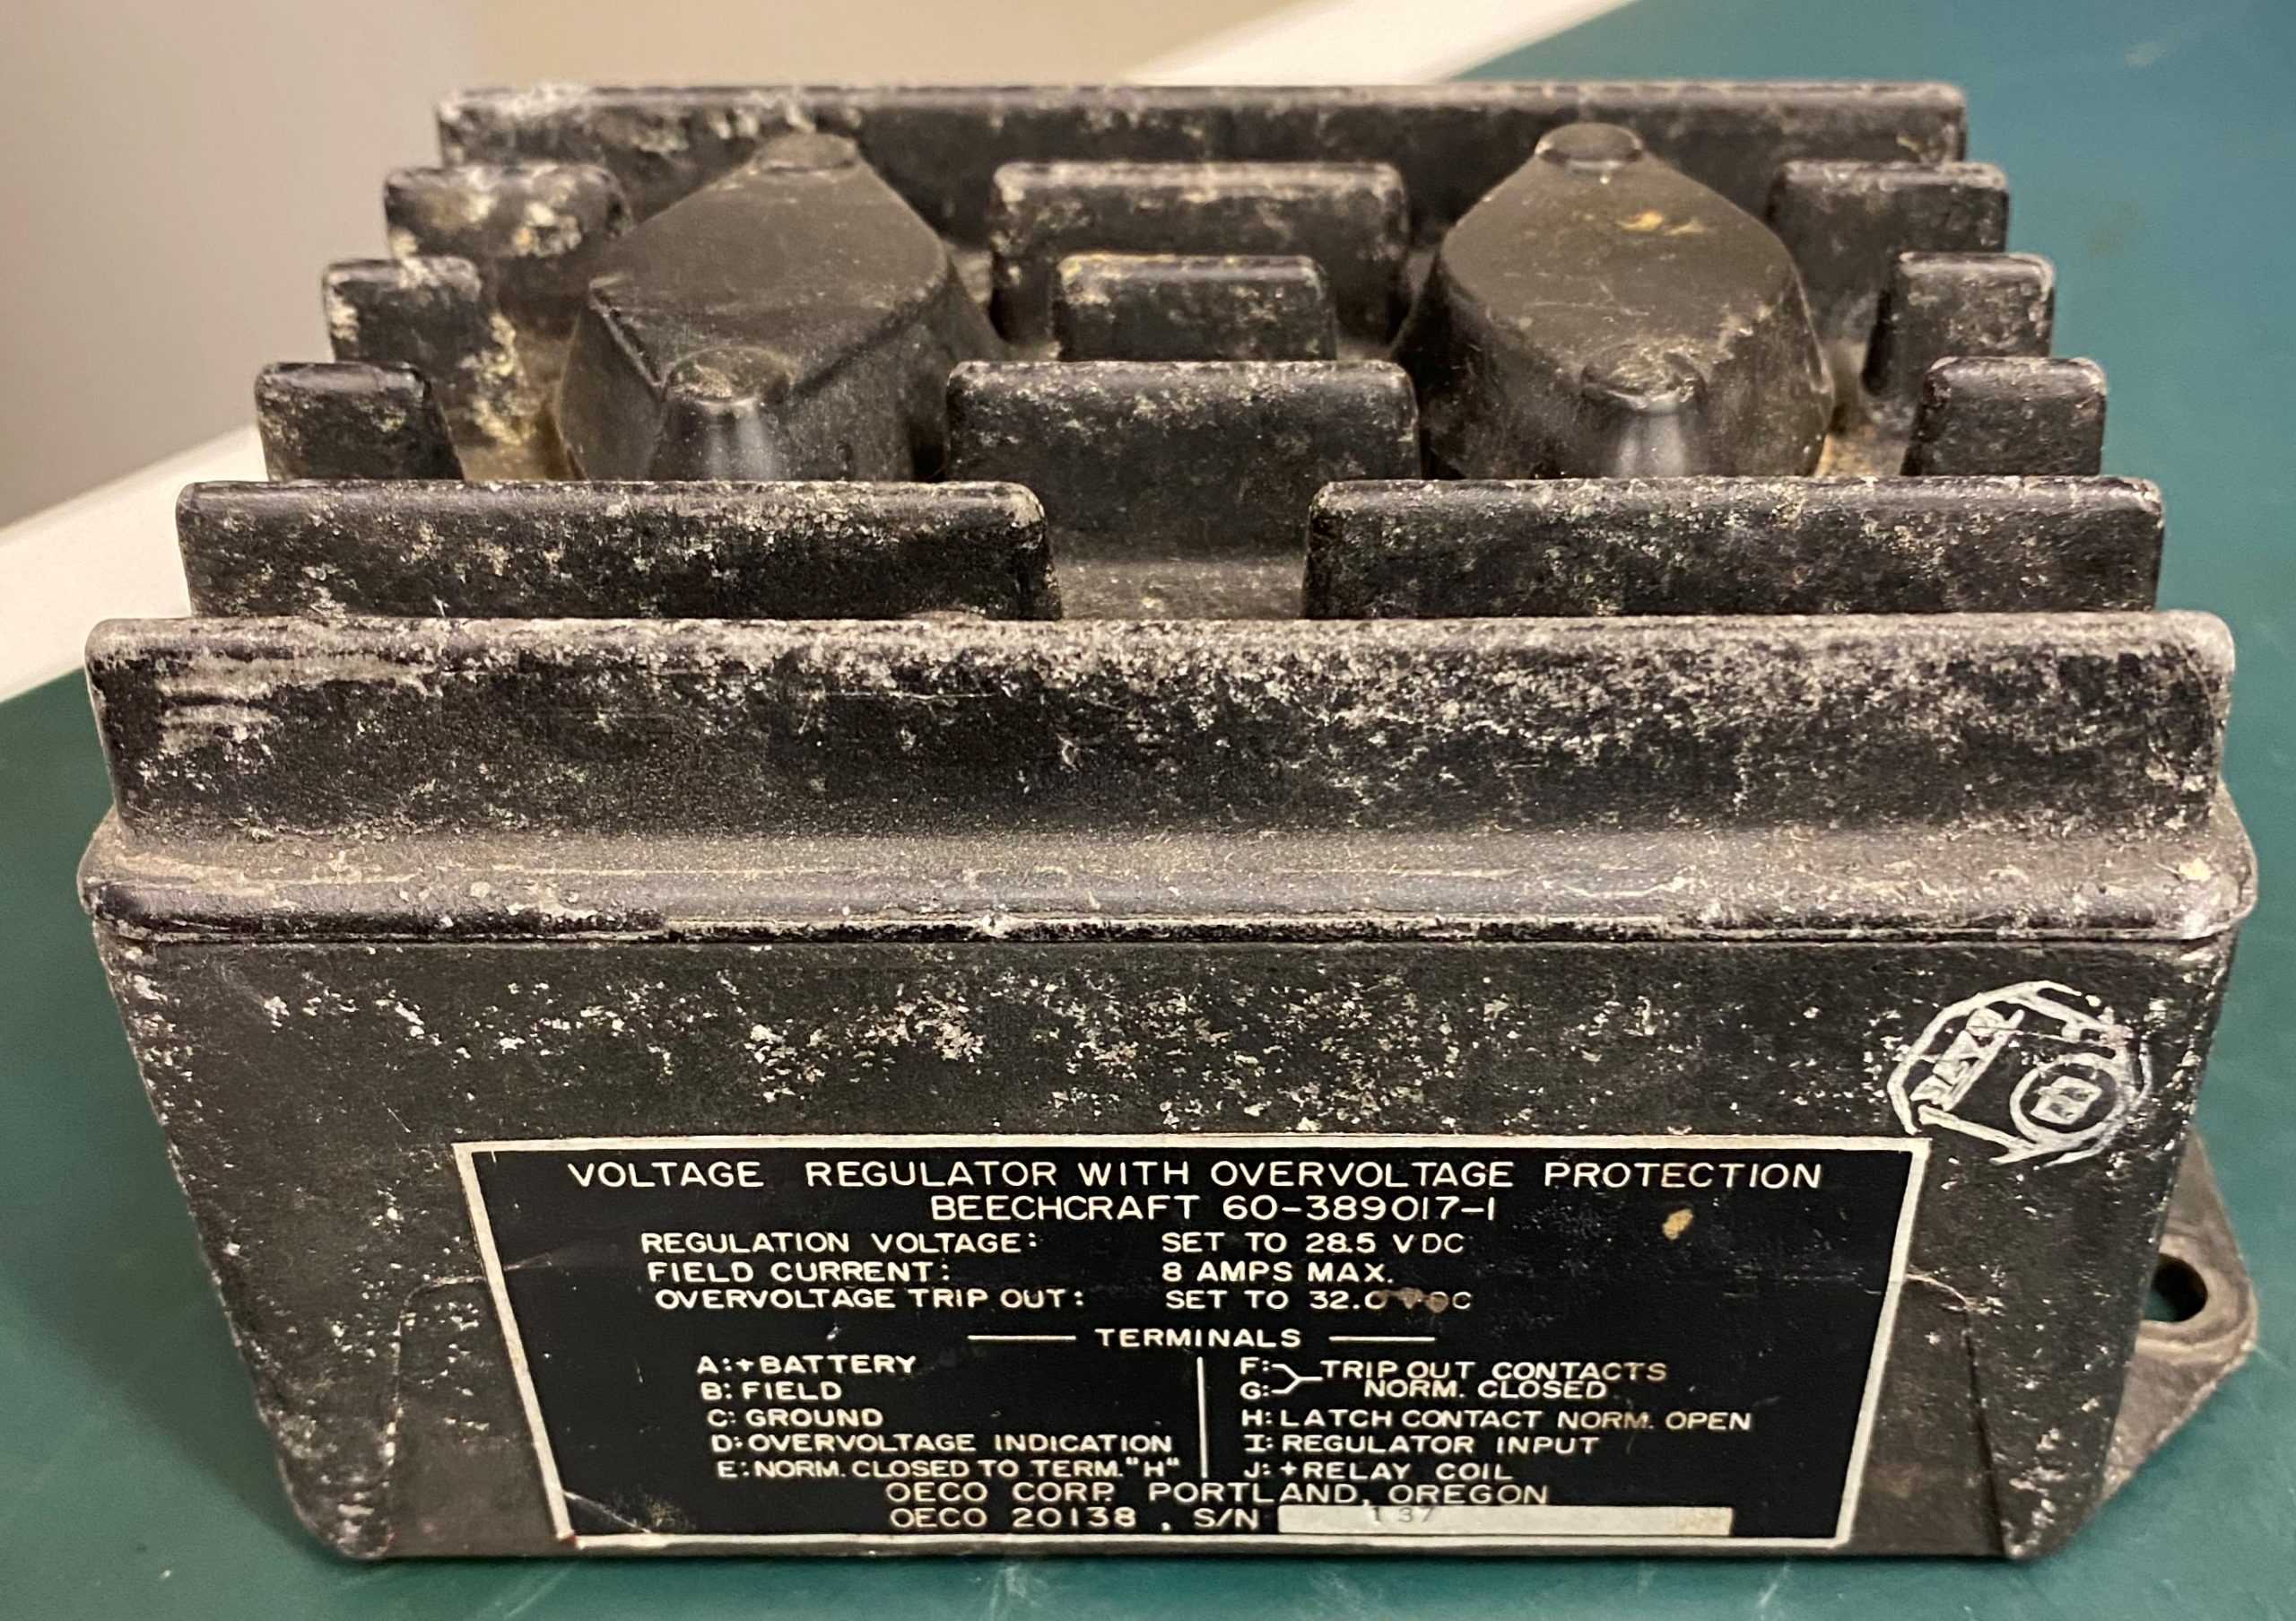 VOLTAGE REGULATOR WITH OVERVOLTAGE PROTECTION
BEECHCRAFT 60-389017-1
REGULATION VOLTAGE: SET TO 28.5 VDC
FIELD CURRENT: 8 AMPS MAX.
OVERVOLTAGE TRIP OUT: SET TO 32.0 VDC
TERMINALS
A:+BATTERY
B: FIELD
C: GROUND
D: OVERVOLTAGE INDICATION
E: NORM. CLOSED TO TERM. "H"
F: TRIP OUT CONTACTS
G: NORM. CLOSED
H: LATCH CONTACT NORM. OPEN
I: REGULATOR INPUT
J: +RELAY COIL
OECO CORP. PORTLAND, OREGON
OECO 20138 , S/N 137